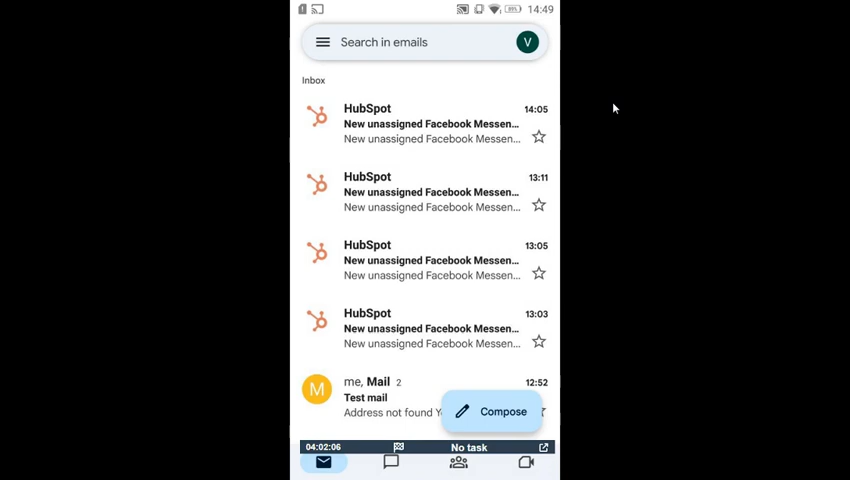 89% 14:49
Search in emails V
Inbox
HubSpot 14:05
New unassigned Facebook Messen...
New unassigned Facebook Messen...
HubSpot 13:11
New unassigned Facebook Messen...
New unassigned Facebook Messen...
HubSpot 13:05
New unassigned Facebook Messen...
New unassigned Facebook Messen...
HubSpot 13:03
New unassigned Facebook Messen...
New unassigned Facebook Messen...
M me, Mail 2 12:52
Test mail
Address not found Y
Compose
04:02:06 No task